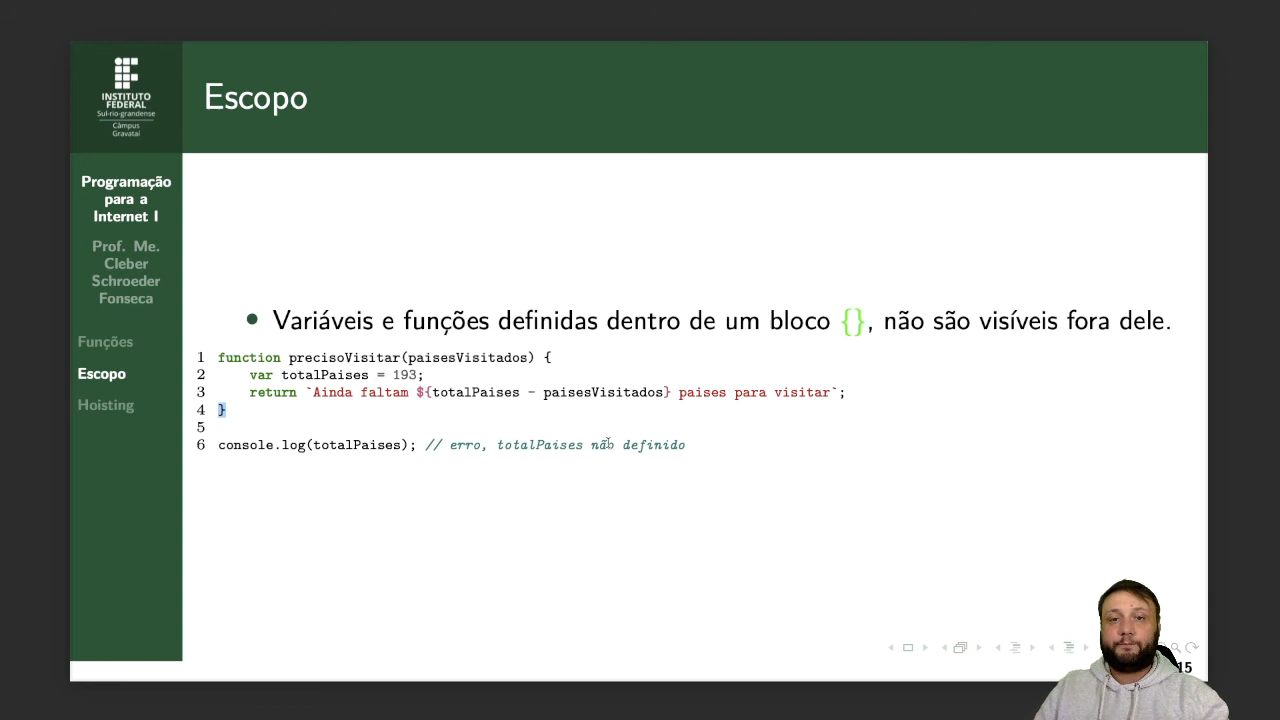 INSTITUTO
FEDERAL
Sul-rio-grandense
Câmpus
Gravataí
Escopo
Programação
para a
Internet I
Prof. Me.
Cleber
Schroeder
Fonseca
Funções
Escopo
Hoisting
• Variáveis e funções definidas dentro de um bloco {}, não são visíveis fora dele.
1 function precisoVisitar(paisesVisitados) {
2 var totalPaises = 193;
3 return `Ainda faltam ${totalPaises - paisesVisitados} paises para visitar`;
4 }
5
6 console.log(totalPaises); // erro, totalPaises não definido
15